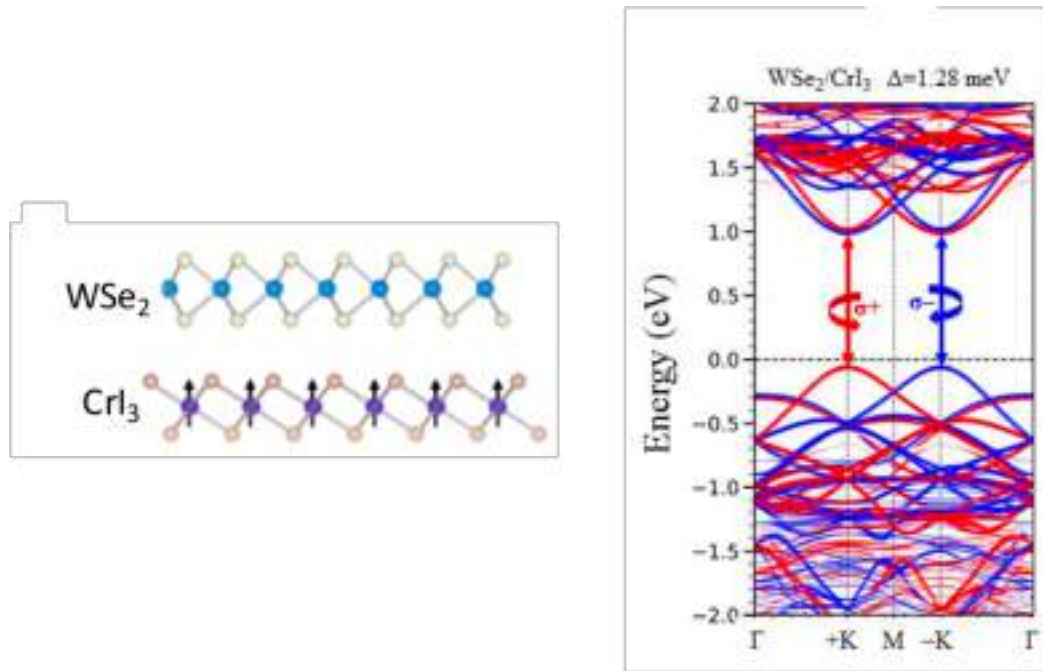 WSe₂
CrI₃
WSe₂/CrI₃ Δ=1.28 meV
Energy (eV)
2.0
1.5
1.0
0.5
0.0
−0.5
−1.0
−1.5
−2.0
σ+
σ−
Γ
+K
M
−K
Γ